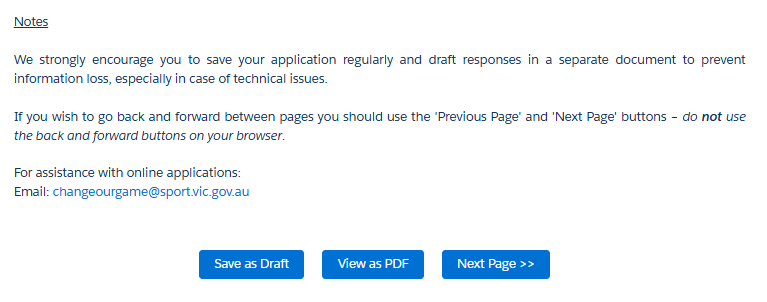 Notes
We strongly encourage you to save your application regularly and draft responses in a separate document to prevent
information loss, especially in case of technical issues.
If you wish to go back and forward between pages you should use the 'Previous Page' and 'Next Page' buttons – do not use
the back and forward buttons on your browser.
For assistance with online applications:
Email: changeourgame@sport.vic.gov.au
Save as Draft
View as PDF
Next Page >>